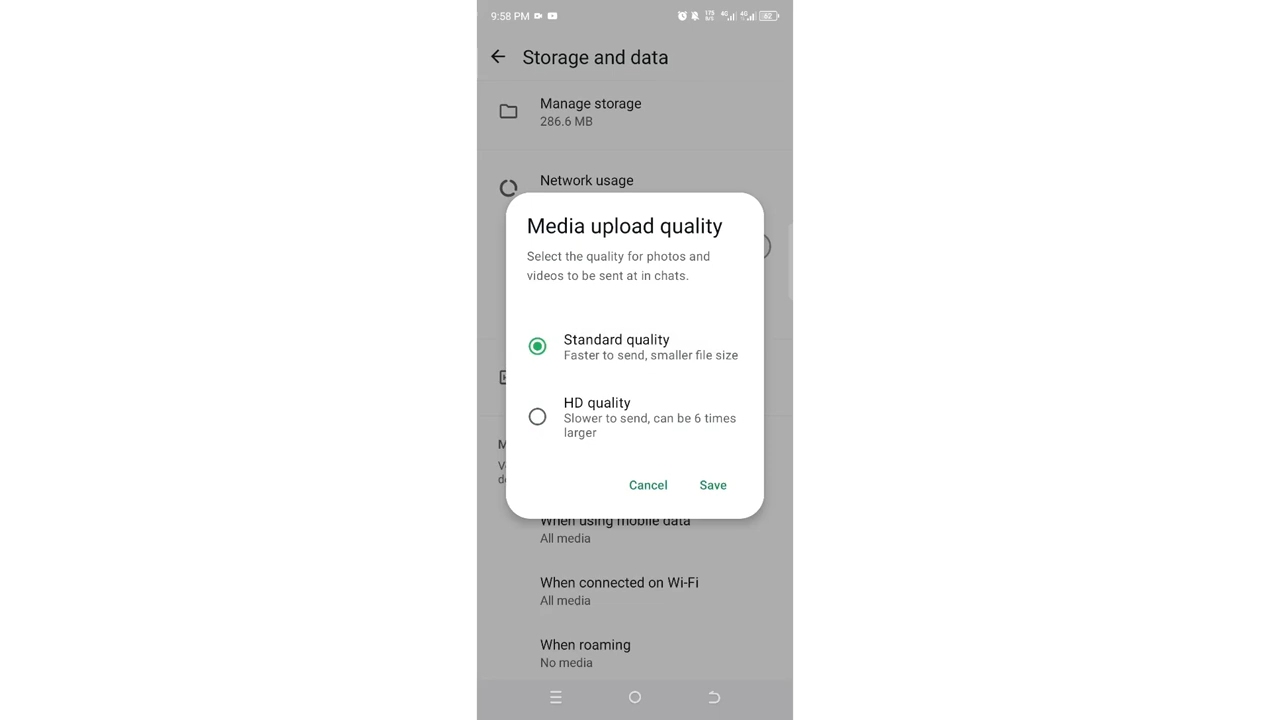 9:58 PM
4G 4G 82
Storage and data
Manage storage
286.6 MB
Network usage
Media upload quality
Select the quality for photos and
videos to be sent at in chats.
Standard quality
Faster to send, smaller file size
HD quality
Slower to send, can be 6 times
larger
Cancel Save
When using mobile data
All media
When connected on Wi-Fi
All media
When roaming
No media